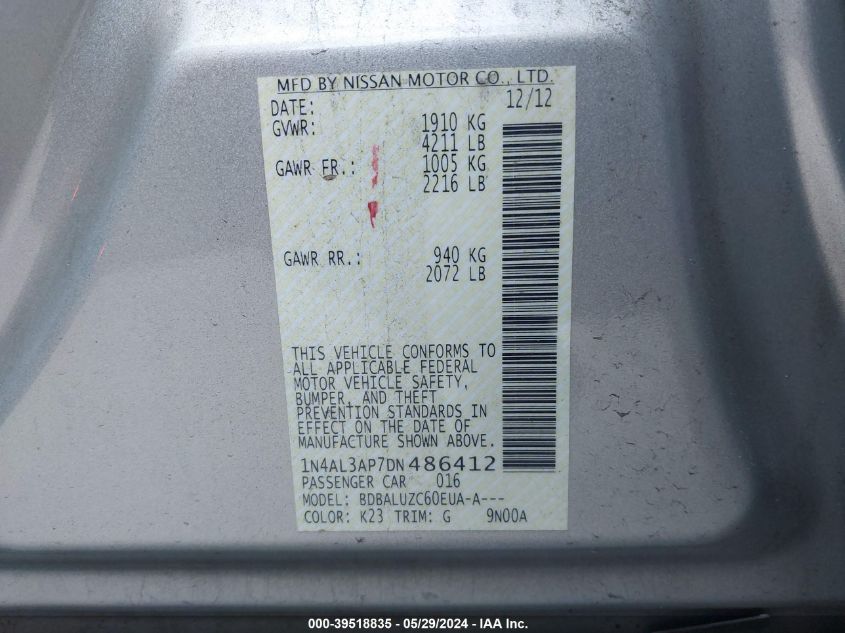 MFD BY NISSAN MOTOR CO., LTD.
DATE: 12/12
GVWR: 1910 KG
4211 LB
GAWR FR.: 1005 KG
2216 LB
GAWR RR.: 940 KG
2072 LB
THIS VEHICLE CONFORMS TO
ALL APPLICABLE FEDERAL
MOTOR VEHICLE SAFETY,
BUMPER, AND THEFT
PREVENTION STANDARDS IN
EFFECT ON THE DATE OF
MANUFACTURE SHOWN ABOVE.
1N4AL3AP7DN486412
PASSENGER CAR 016
MODEL: BDBALUZC60EUA-A---
COLOR: K23 TRIM: G 9N00A
000-39518835 - 05/29/2024 - IAA Inc.